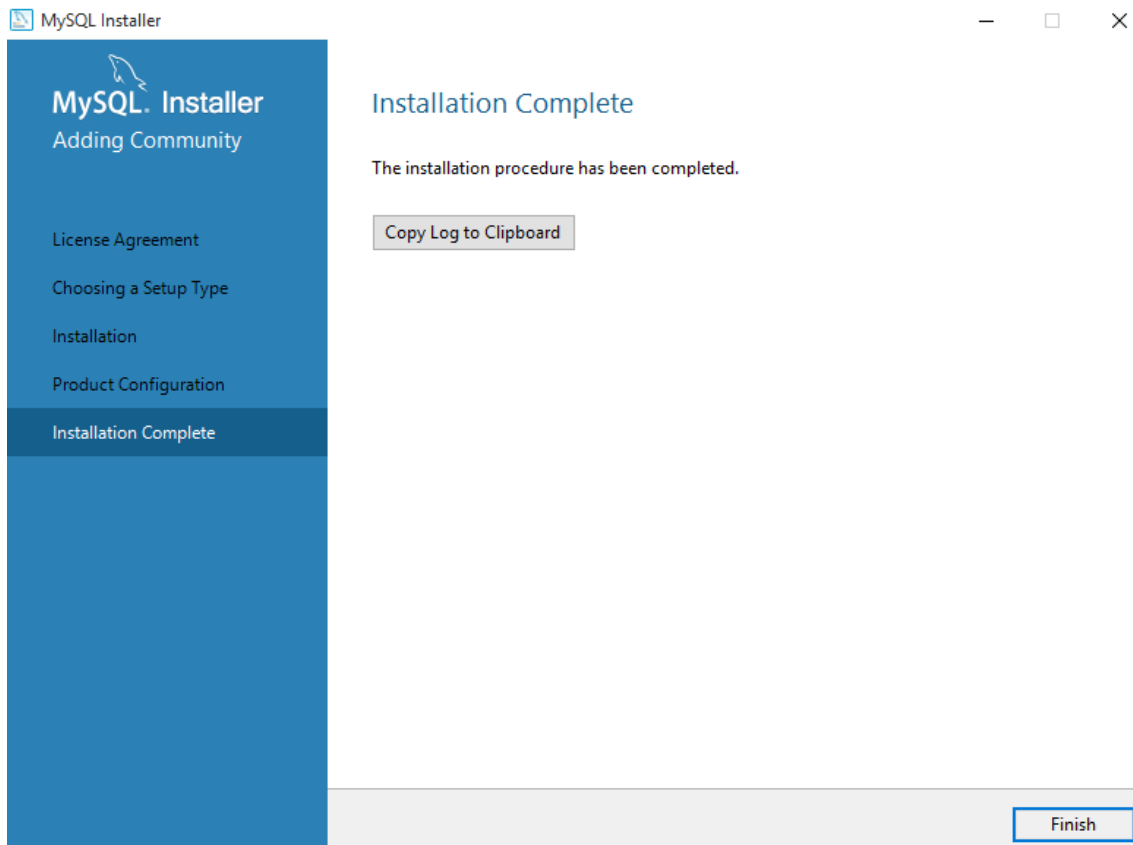 MySQL Installer
MySQL. Installer
Adding Community
License Agreement
Choosing a Setup Type
Installation
Product Configuration
Installation Complete
Installation Complete
The installation procedure has been completed.
Copy Log to Clipboard
Finish